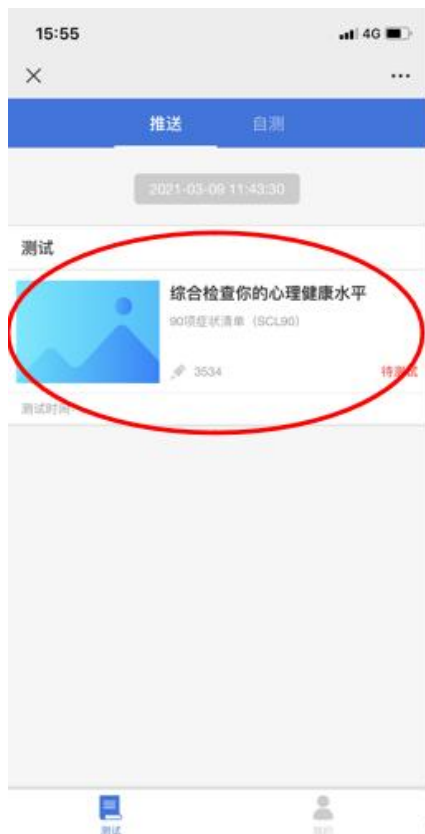 15:55
4G
推送 自测
2021-03-09 11:43:30
测试
综合检查你的心理健康水平
90项症状清单（SCL90）
3534 待测试
测试时间
测试 我的